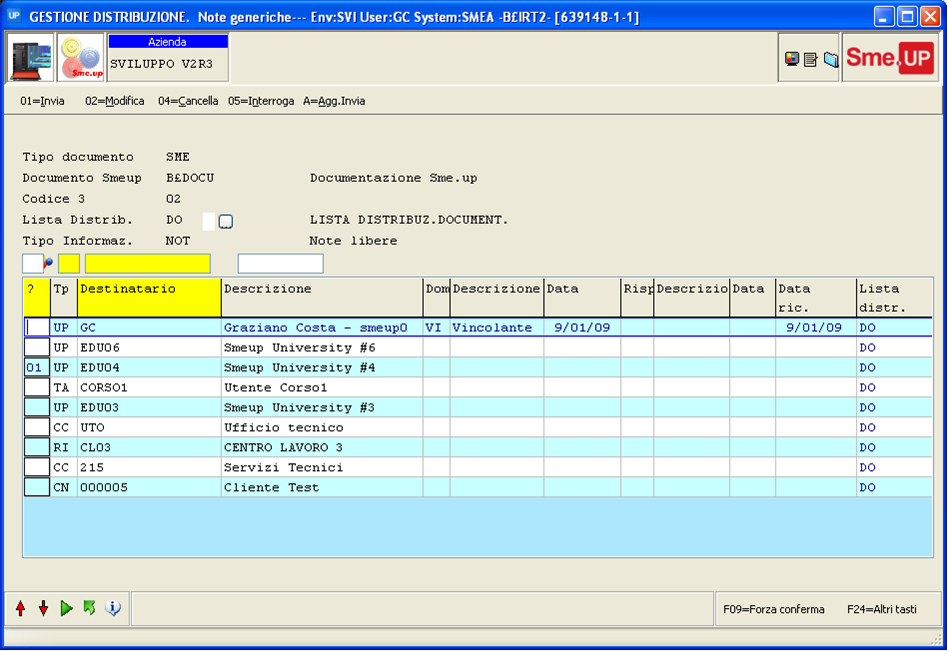 UP GESTIONE DISTRIBUZIONE. Note generiche--- Env:SVI User:GC System:SMEA -B£IRT2- [639148-1-1]
Sme.up
Azienda
SVILUPPO V2R3
Sme.UP
01=Invia 02=Modifica 04=Cancella 05=Interroga A=Agg.Invia
Tipo documento SME
Documento Smeup B£DOCU Documentazione Sme.up
Codice 3 02
Lista Distrib. DO ... LISTA DISTRIBUZ.DOCUMENT.
Tipo Informaz. NOT Note libere
? Tp Destinatario Descrizione Dom Descrizione Data Risp Descrizio Data Data ric. Lista distr.
UP GC Graziano Costa - smeup0 VI Vincolante 9/01/09 9/01/09 DO
UP EDU06 Smeup University #6 DO
01 UP EDU04 Smeup University #4 DO
TA CORSO1 Utente Corso1 DO
UP EDU03 Smeup University #3 DO
CC UTO Ufficio tecnico DO
RI CL03 CENTRO LAVORO 3 DO
CC 215 Servizi Tecnici DO
CN 000005 Cliente Test DO
F09=Forza conferma F24=Altri tasti